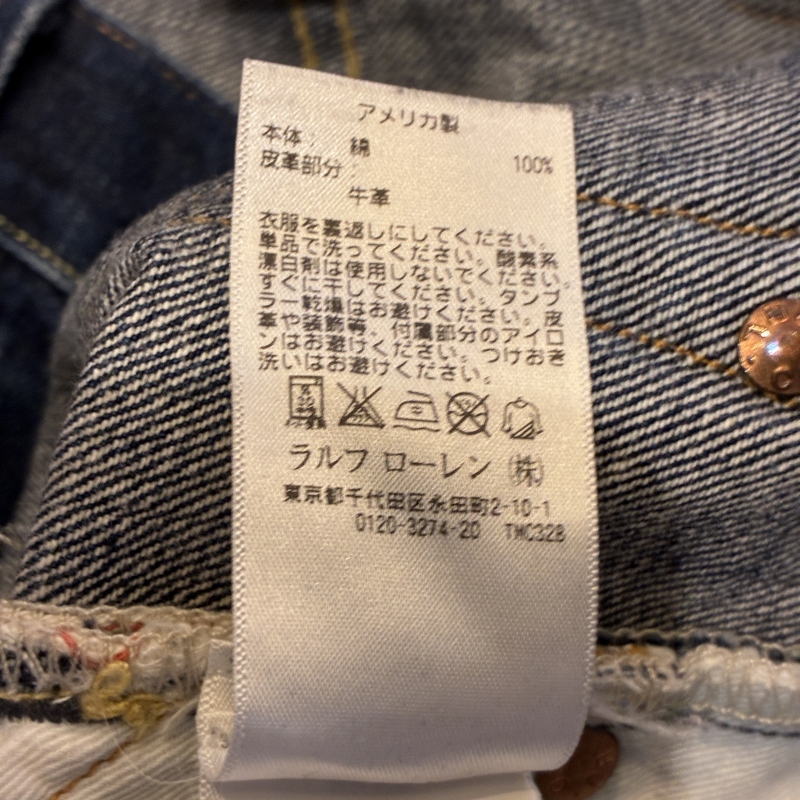 アメリカ製
本体: 綿 100%
皮革部分:
牛革
衣服を裏返しにしてください。
単品で洗ってください。酸素系
漂白剤は使用しないでください。
すぐに干してください。タンブ
ラー乾燥はお避けください。皮
革や装飾等、付属部分のアイロ
ンはお避けください。つけおき
洗いはお避けください。
ラルフ ローレン (株)
東京都千代田区永田町2-10-1
0120-3274-20 TMC328